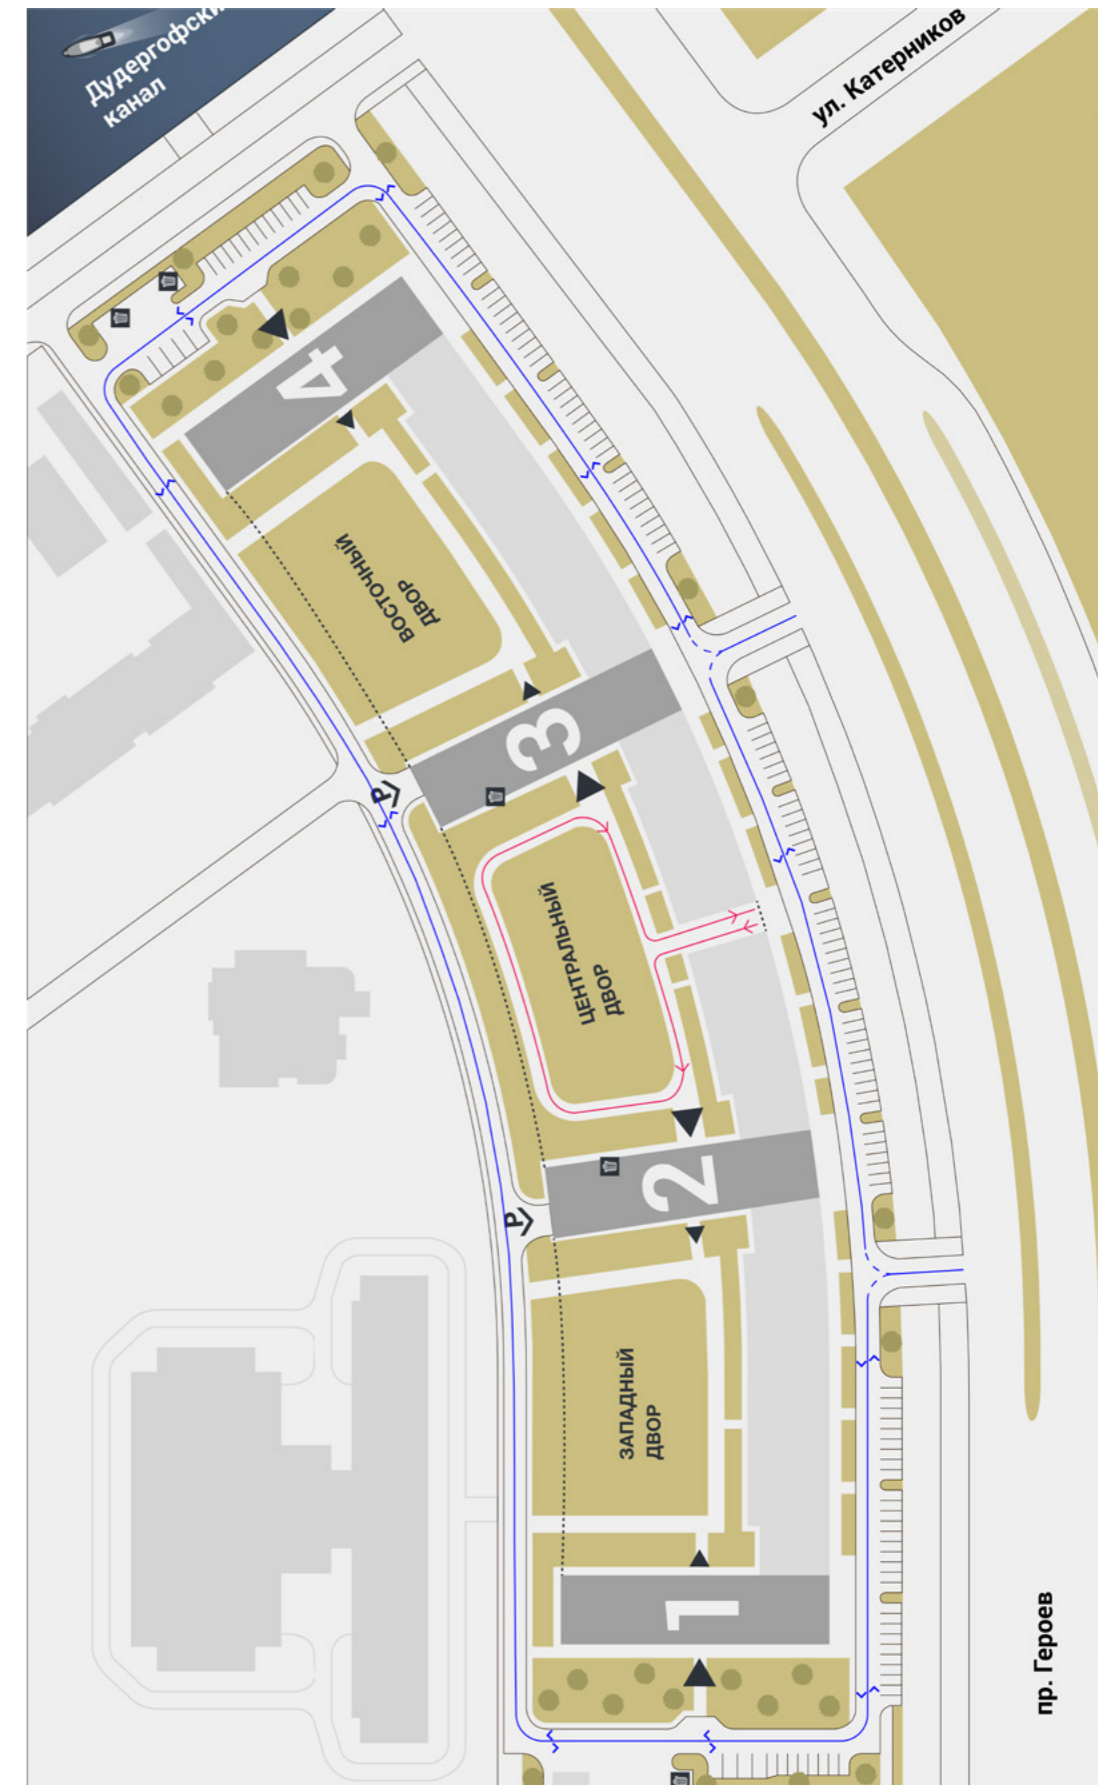 Дудергофски
канал
ул. Катерников
4
ВОСТОЧНЫЙ
ДВОР
3
P
ЦЕНТРАЛЬНЫЙ
ДВОР
2
P
ЗАПАДНЫЙ
ДВОР
1
пр. Героев